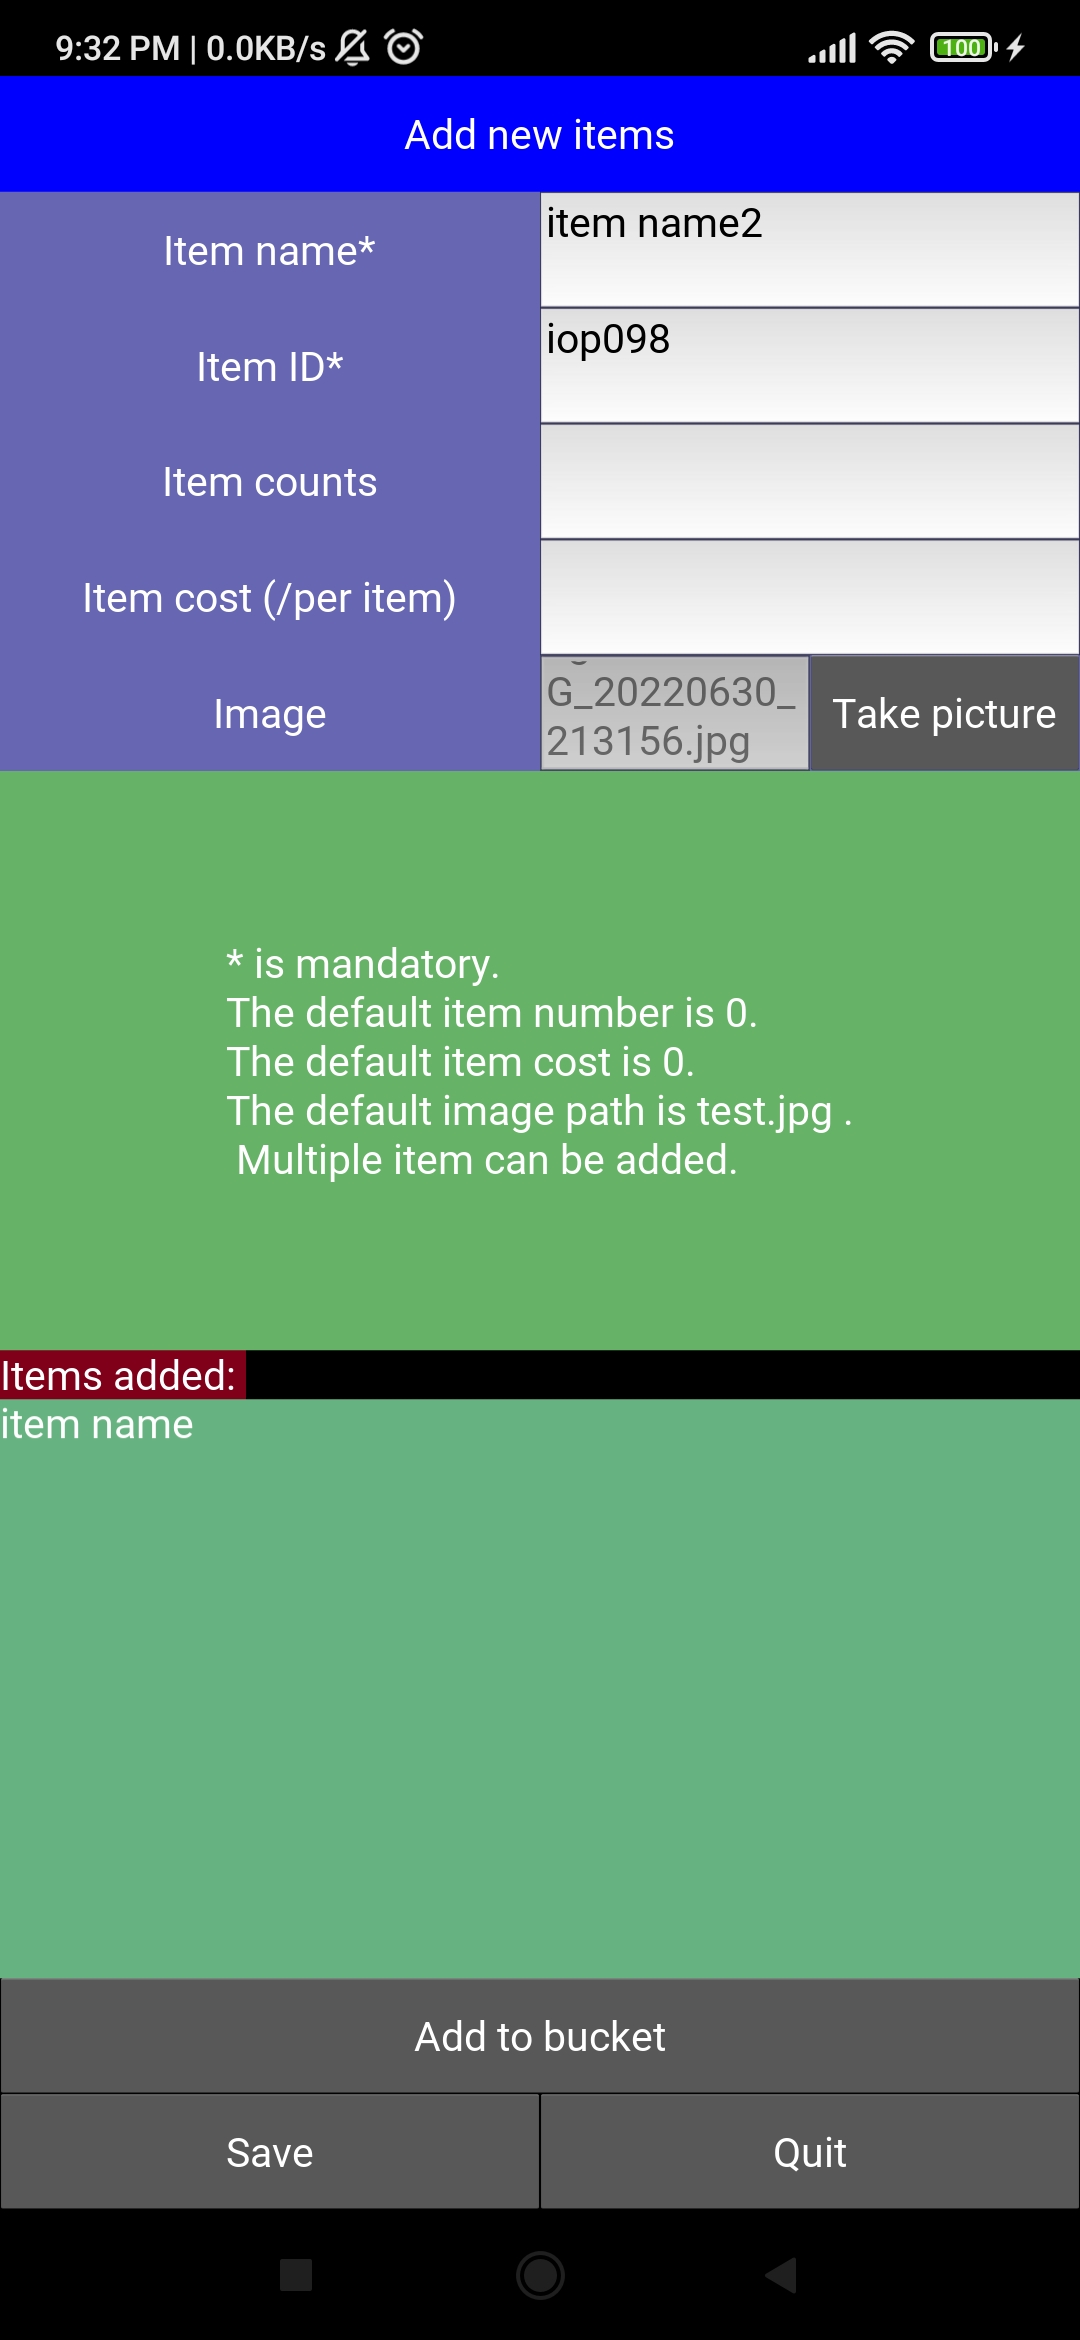 9:32 PM | 0.0KB/s 100
Add new items
Item name* item name2
Item ID* iop098
Item counts
Item cost (/per item)
Image
G_20220630_
213156.jpg
Take picture
* is mandatory.
The default item number is 0.
The default item cost is 0.
The default image path is test.jpg .
Multiple item can be added.
Items added:
item name
Add to bucket
Save Quit